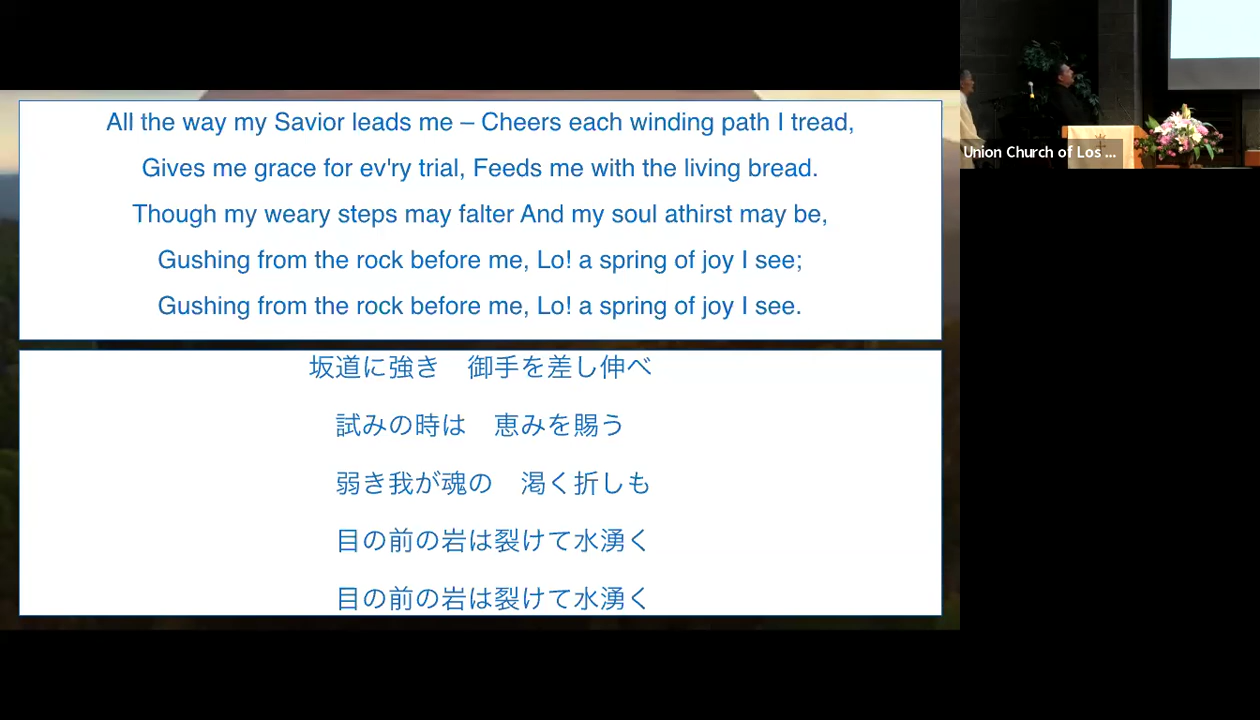 All the way my Savior leads me – Cheers each winding path I tread,
Gives me grace for ev'ry trial, Feeds me with the living bread.
Though my weary steps may falter And my soul athirst may be,
Gushing from the rock before me, Lo! a spring of joy I see;
Gushing from the rock before me, Lo! a spring of joy I see.
坂道に強き　御手を差し伸べ
試みの時は　恵みを賜う
弱き我が魂の　渇く折しも
目の前の岩は裂けて水湧く
目の前の岩は裂けて水湧く
Union Church of Los ...